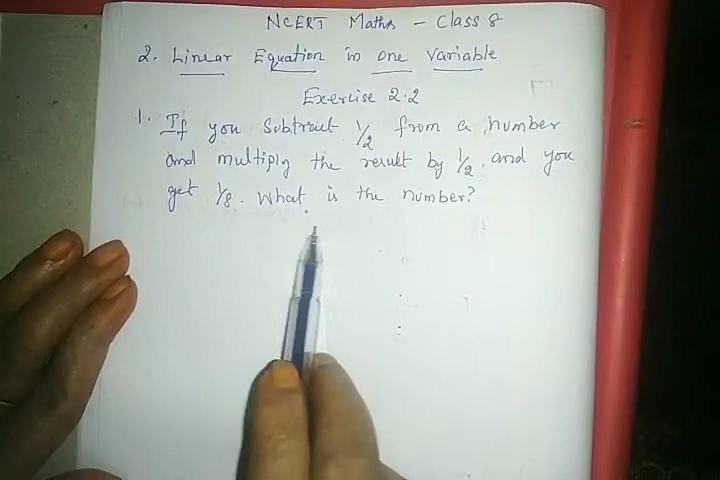 NCERT Maths - Class 8
2. Linear Equation in one variable
Exercise 2.2
1. If you subtract 1/2 from a number
and multiply the result by 1/2. and you
get 1/8. What is the number?